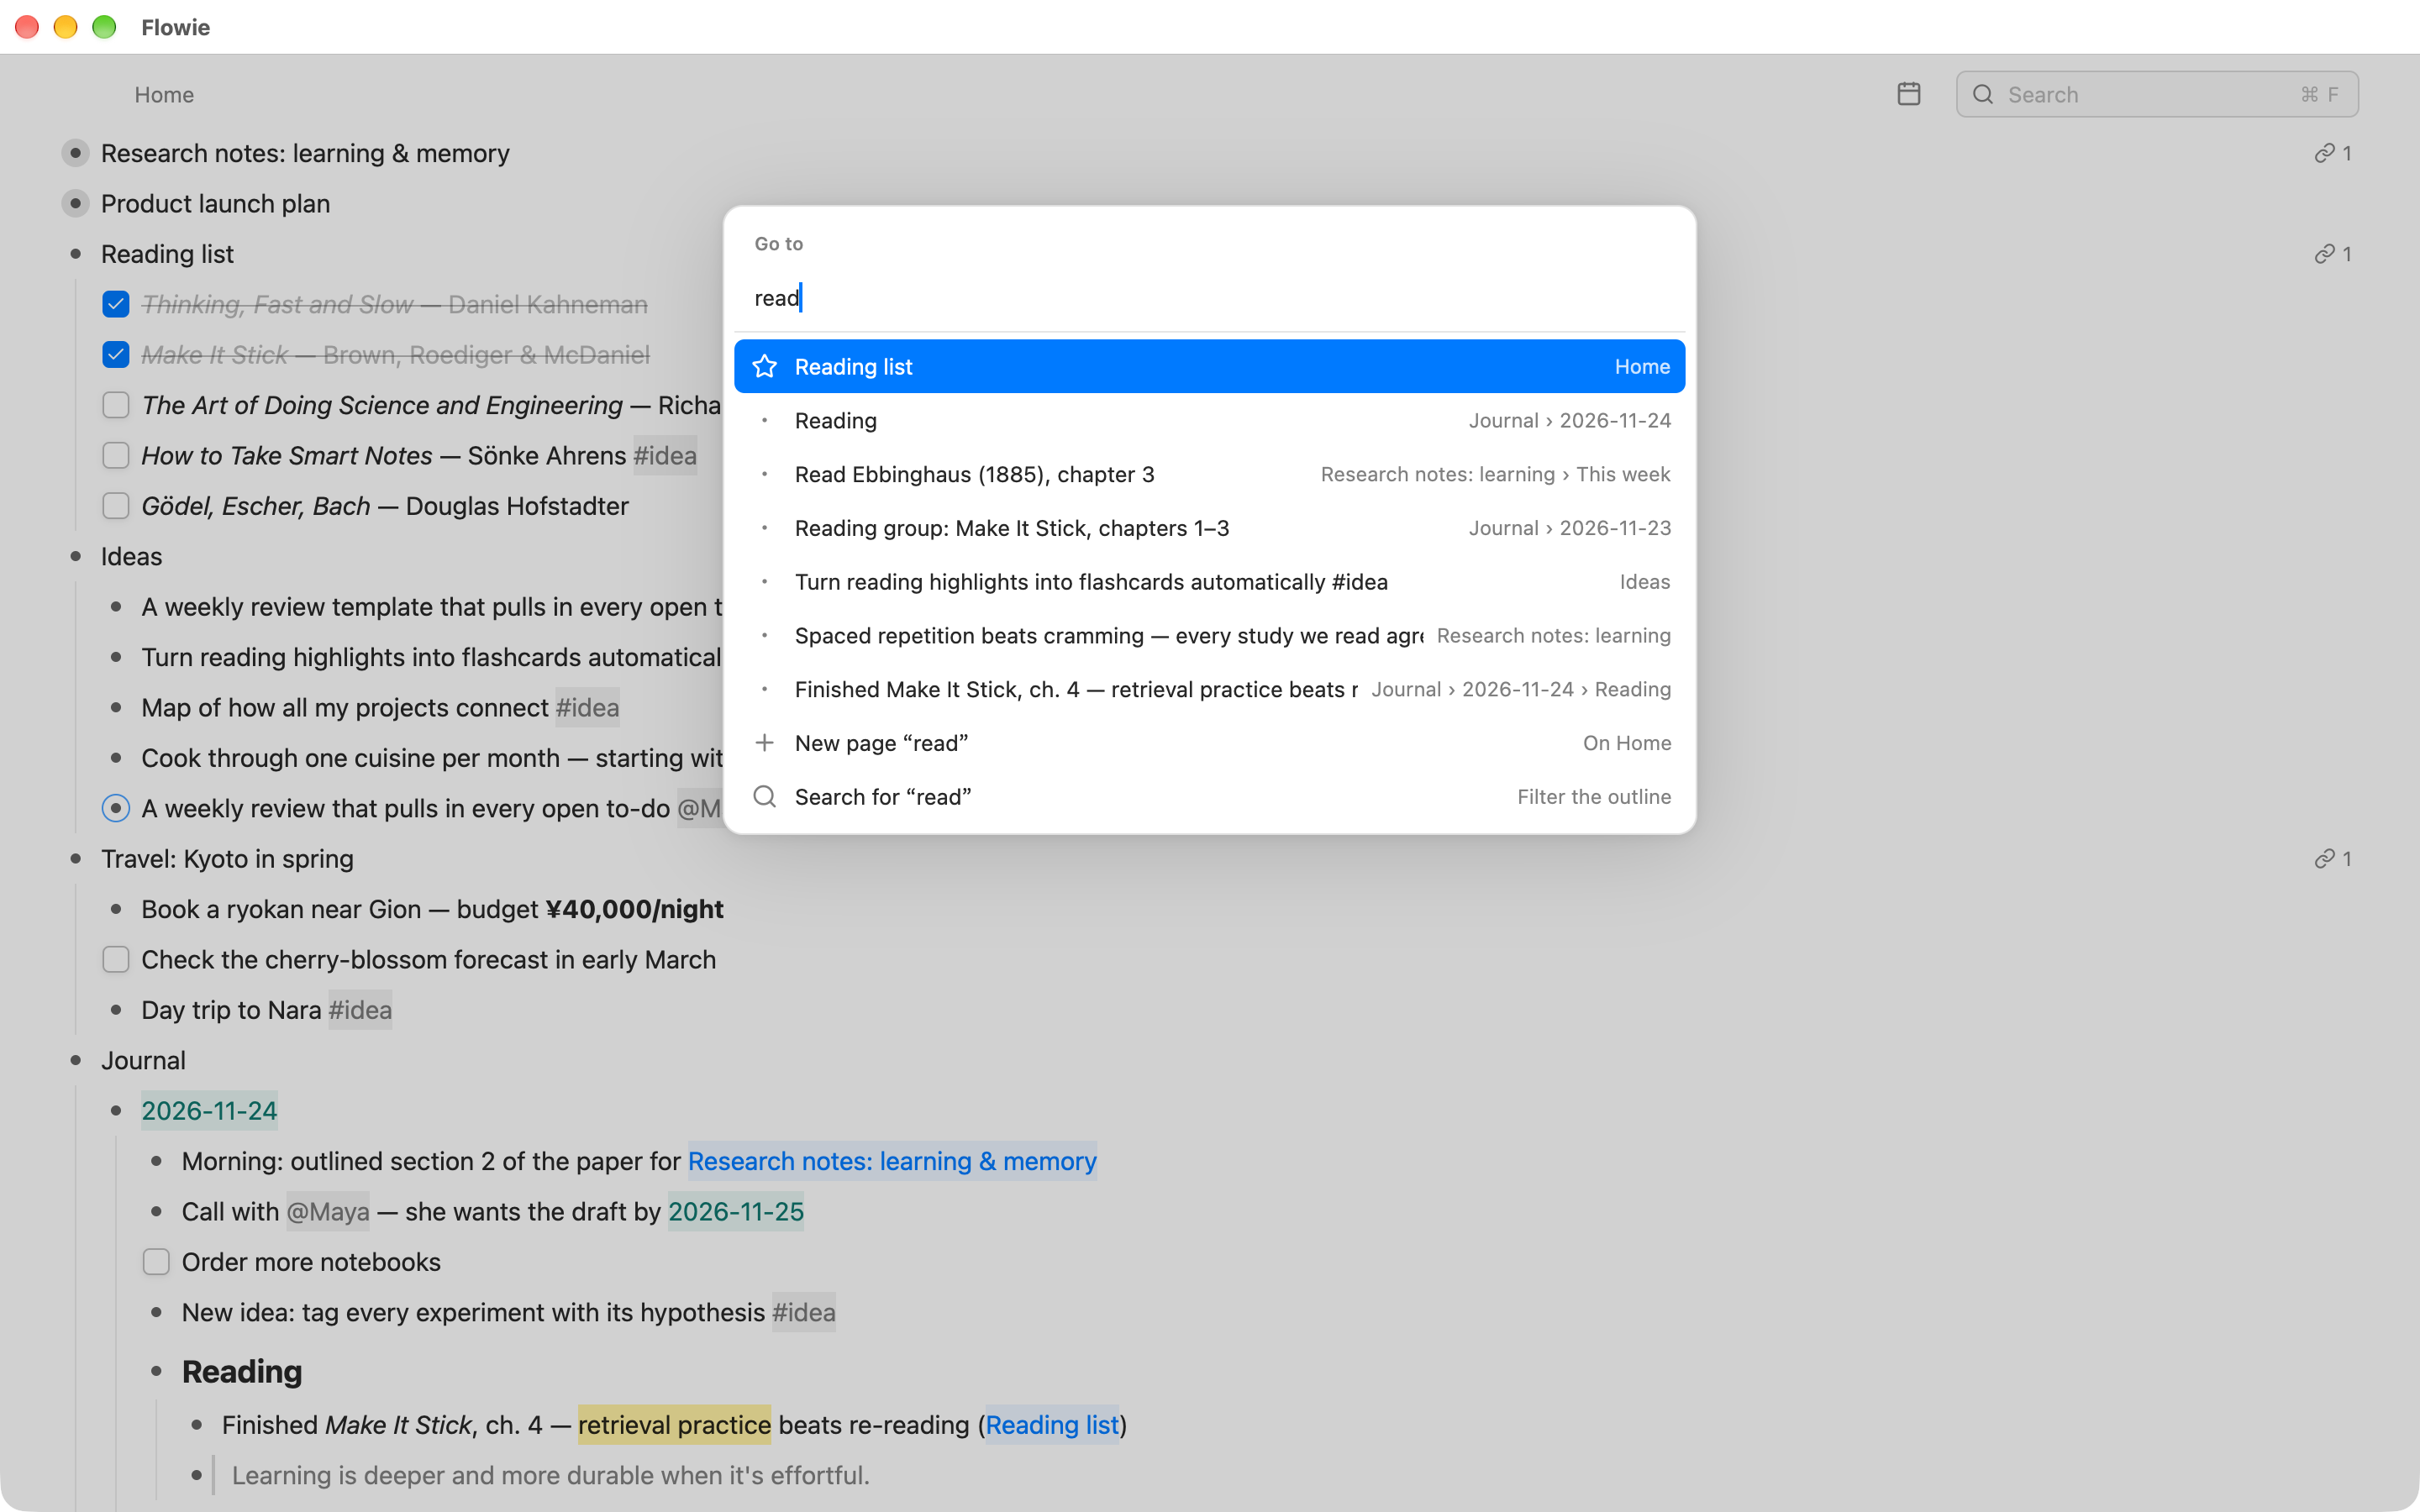 Flowie
Home
Search ⌘ F
Research notes: learning & memory 1
Product launch plan
Reading list 1
Thinking, Fast and Slow — Daniel Kahneman
Make It Stick — Brown, Roediger & McDaniel
The Art of Doing Science and Engineering — Richa
How to Take Smart Notes — Sönke Ahrens #idea
Gödel, Escher, Bach — Douglas Hofstadter
Ideas
A weekly review template that pulls in every open t
Turn reading highlights into flashcards automatical
Map of how all my projects connect #idea
Cook through one cuisine per month — starting wit
A weekly review that pulls in every open to-do @M
Travel: Kyoto in spring 1
Book a ryokan near Gion — budget ¥40,000/night
Check the cherry-blossom forecast in early March
Day trip to Nara #idea
Journal
2026-11-24
Morning: outlined section 2 of the paper for Research notes: learning & memory
Call with @Maya — she wants the draft by 2026-11-25
Order more notebooks
New idea: tag every experiment with its hypothesis #idea
Reading
Finished Make It Stick, ch. 4 — retrieval practice beats re-reading (Reading list)
Learning is deeper and more durable when it's effortful.
Go to
read
Reading list Home
Reading Journal › 2026-11-24
Read Ebbinghaus (1885), chapter 3 Research notes: learning › This week
Reading group: Make It Stick, chapters 1–3 Journal › 2026-11-23
Turn reading highlights into flashcards automatically #idea Ideas
Spaced repetition beats cramming — every study we read agre Research notes: learning
Finished Make It Stick, ch. 4 — retrieval practice beats r Journal › 2026-11-24 › Reading
New page “read” On Home
Search for “read” Filter the outline